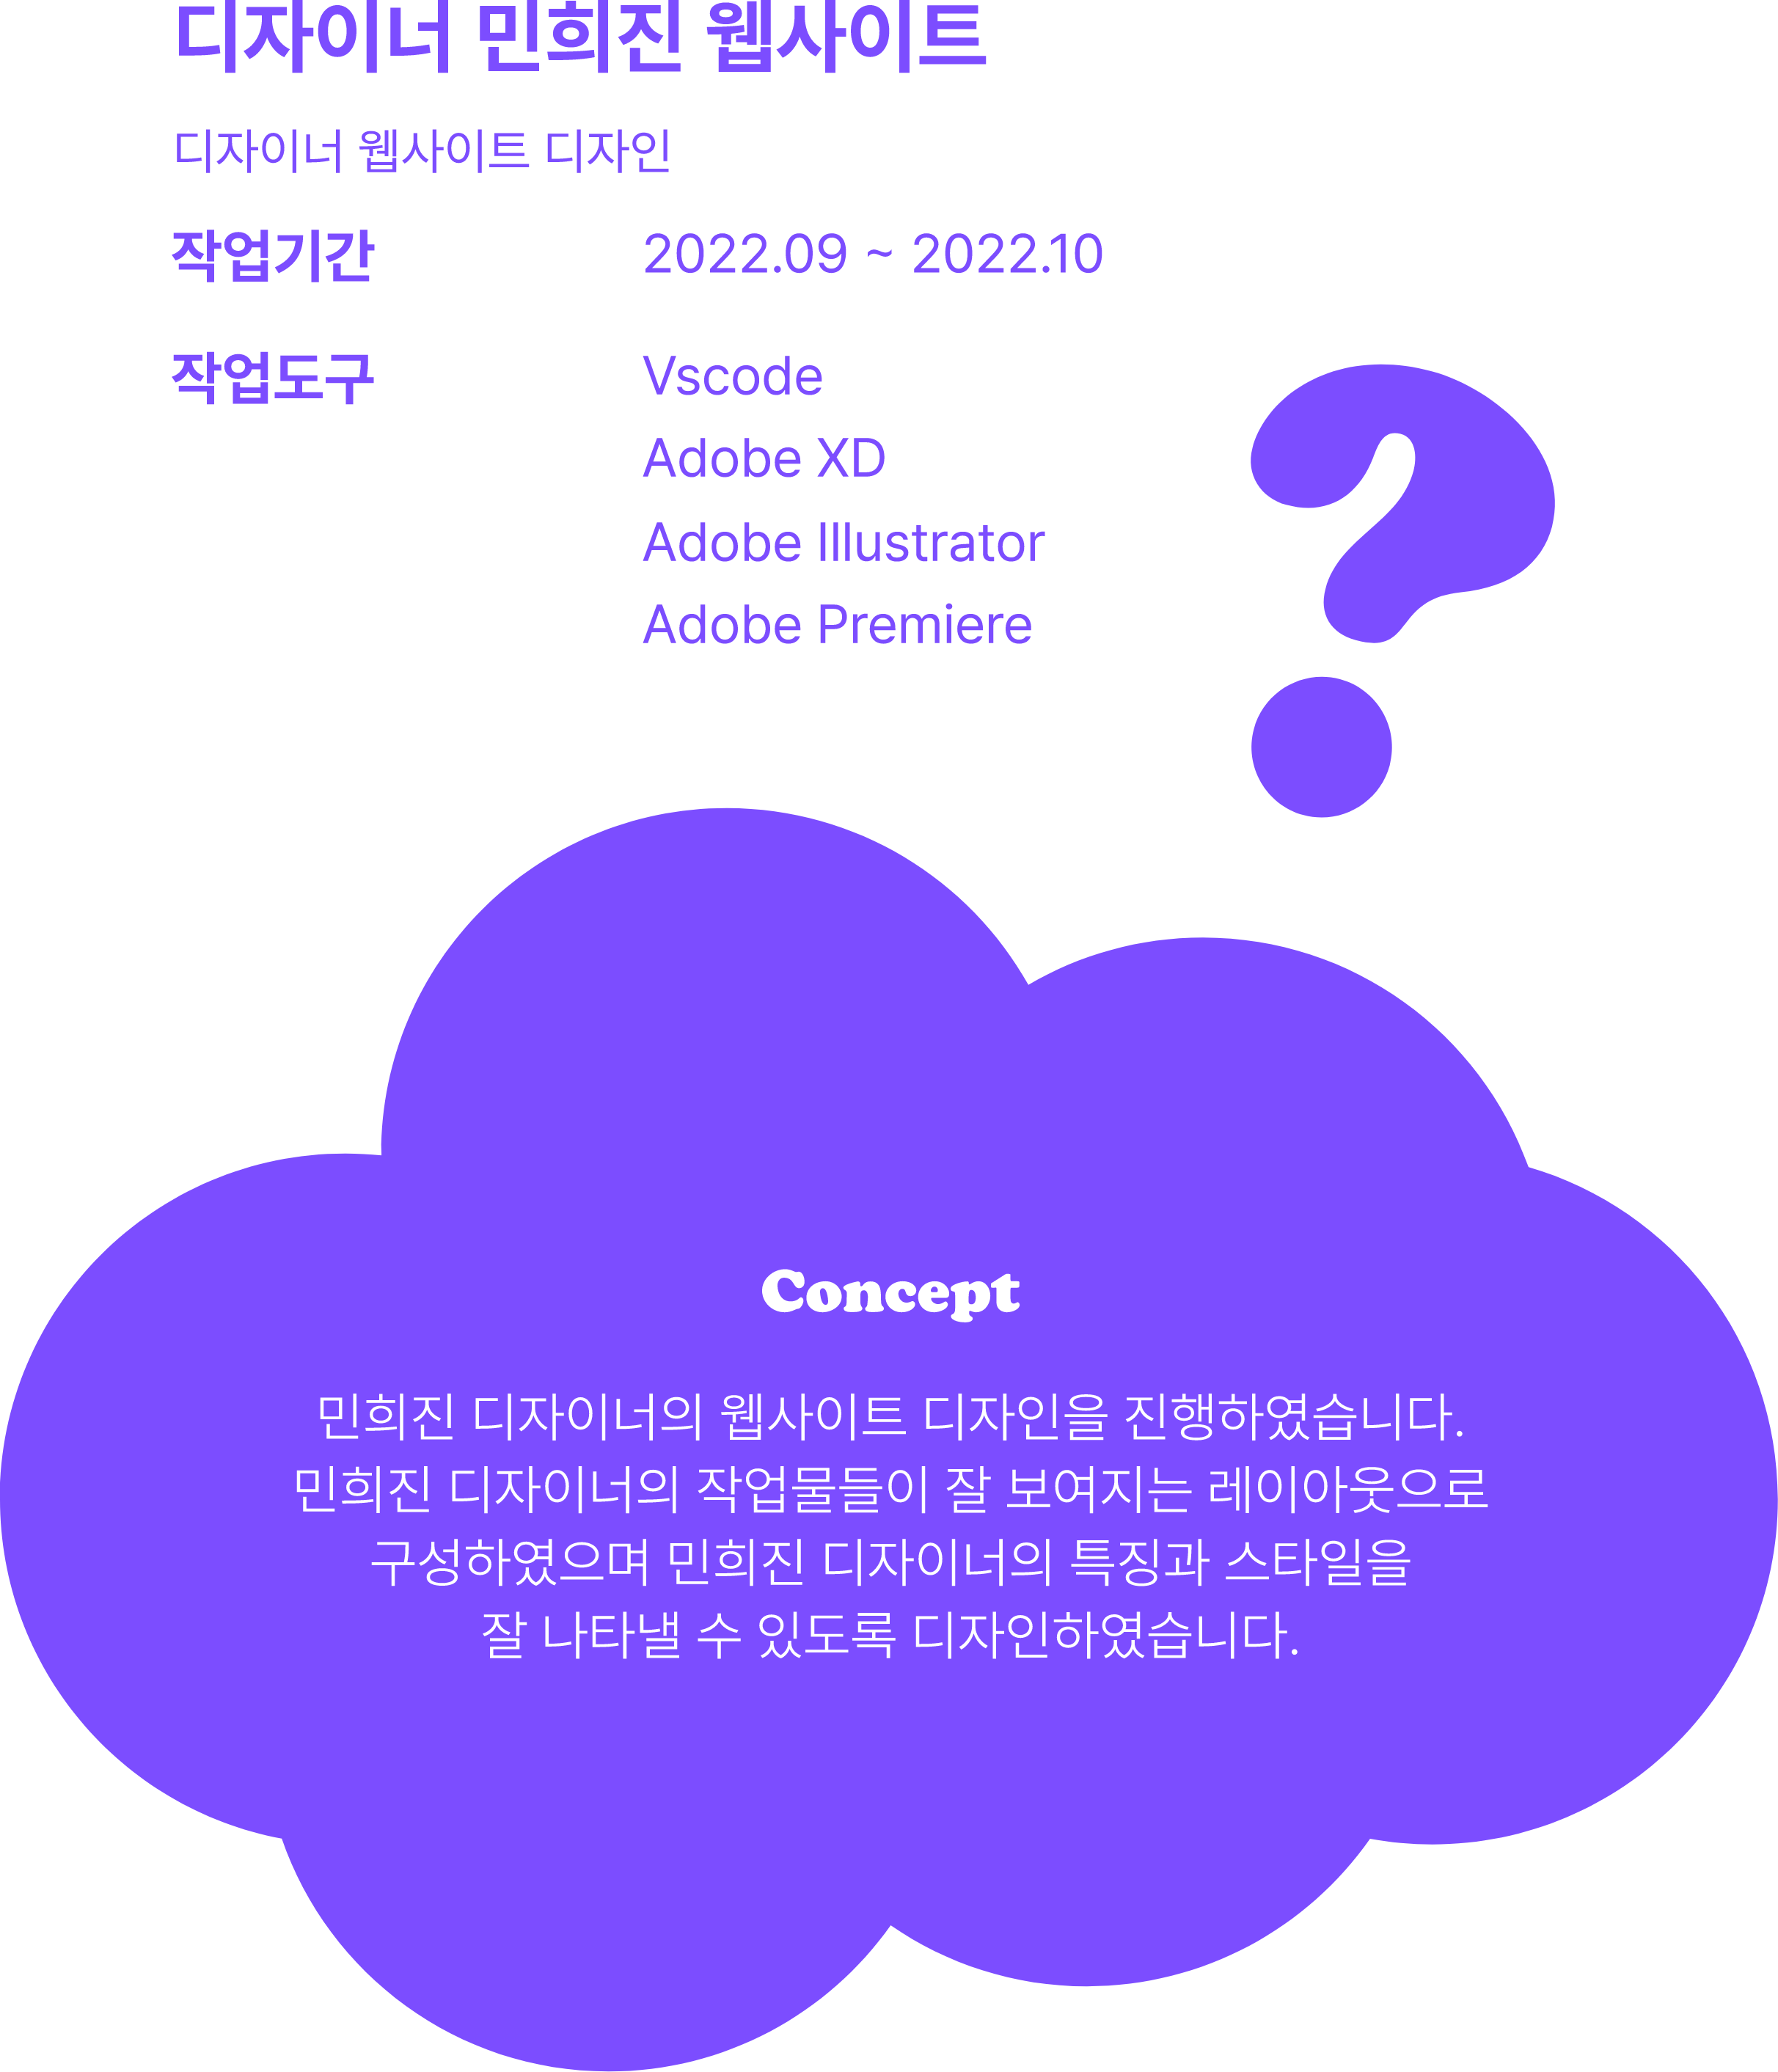 디자이너 민희진 웹사이트
디자이너 웹사이트 디자인
작업기간 2022.09 ~ 2022.10
작업도구 Vscode
Adobe XD
Adobe Illustrator
Adobe Premiere
Concept
민희진 디자이너의 웹사이트 디자인을 진행하였습니다.
민희진 디자이너의 작업물들이 잘 보여지는 레이아웃으로
구성하였으며 민희진 디자이너의 특징과 스타일을
잘 나타낼 수 있도록 디자인하였습니다.